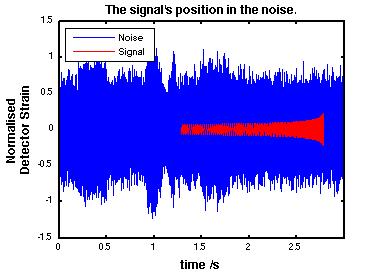 The signal's position in the noise.
1.5
Noise
Signal
1
0.5
0
-0.5
-1
-1.5
Normalised
Detector Strain
0 0.5 1 1.5 2 2.5
time /s